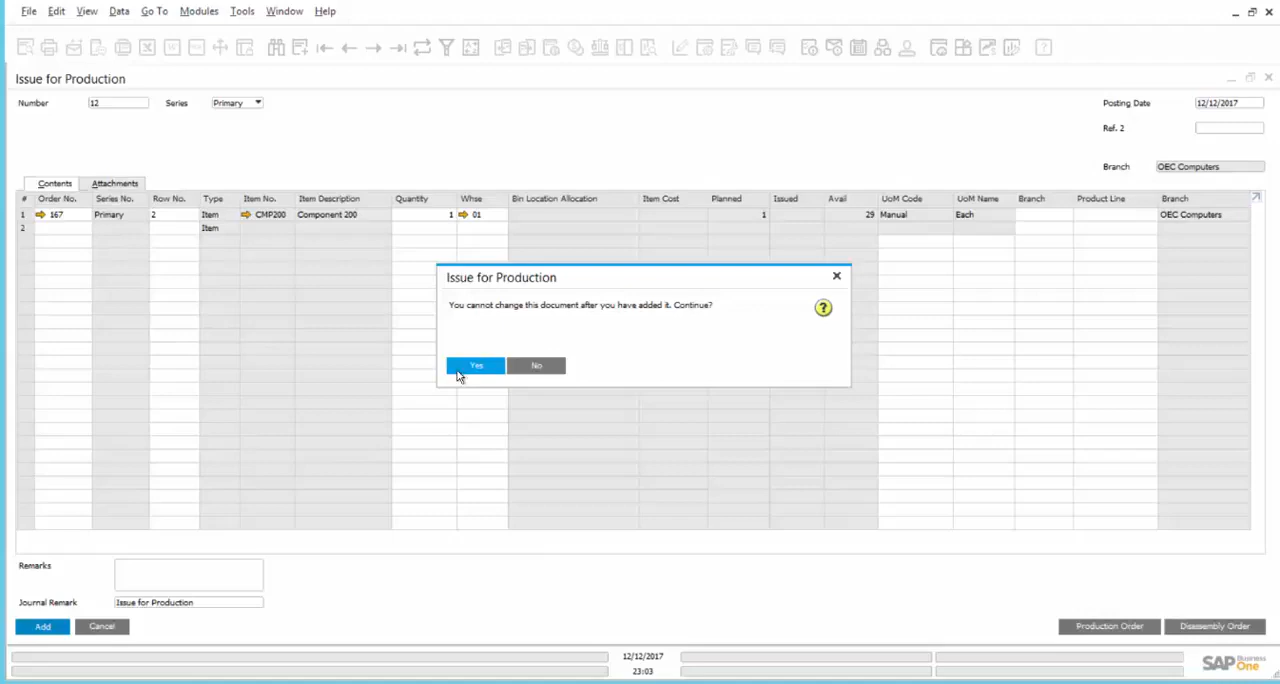 File Edit View Data Go To Modules Tools Window Help
Issue for Production
Number 12 Series Primary Posting Date 12/12/2017
Ref. 2
Branch OEC Computers
Contents Attachments
# Order No. Series No. Row No. Type Item No. Item Description Quantity Whse Bin Location Allocation Item Cost Planned Issued Avail UoM Code UoM Name Branch Product Line Branch
1 167 Primary 2 Item CMP200 Component 200 1 01 1 29 Manual Each OEC Computers
2 Item
Issue for Production
You cannot change this document after you have added it. Continue?
Yes No
Remarks
Journal Remark Issue for Production
Add Cancel Production Order Disassembly Order
12/12/2017
23:03
SAP Business One